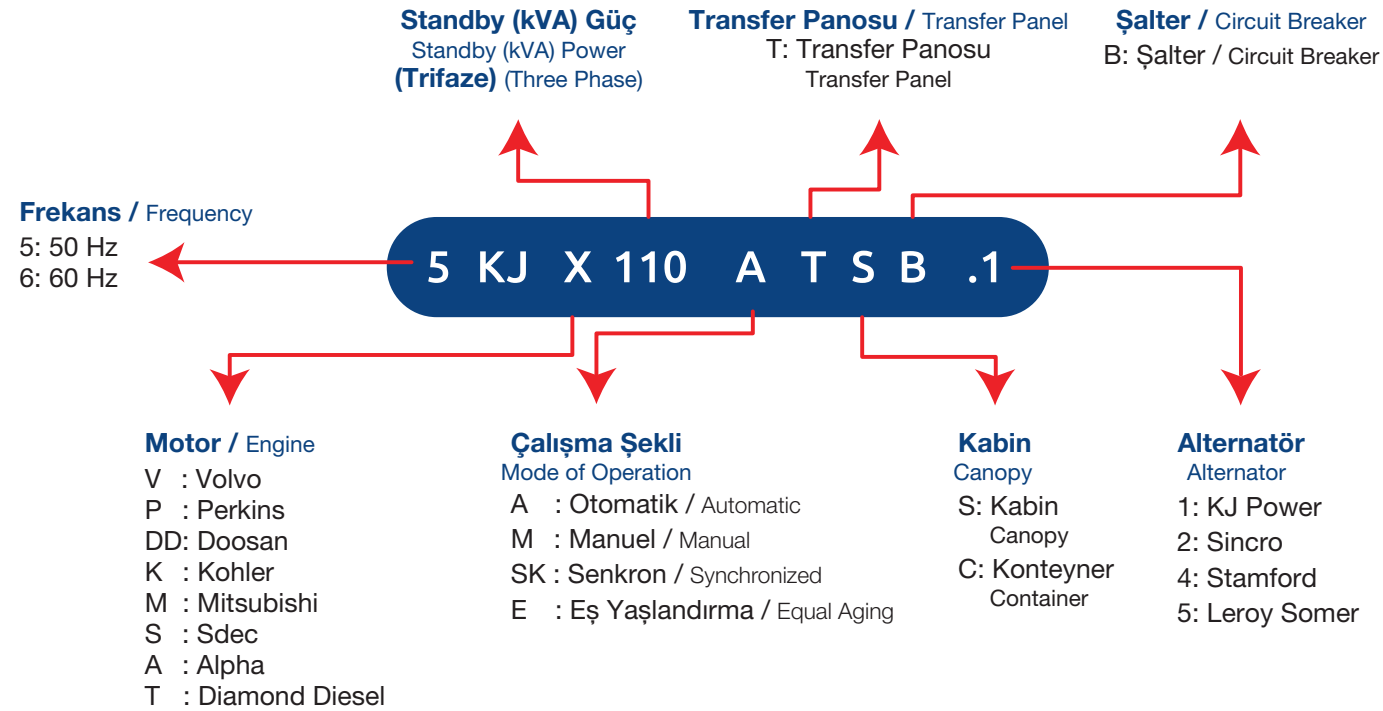 Standby (kVA) Güç
Standby (kVA) Power
(Trifaze) (Three Phase)
Transfer Panosu / Transfer Panel
T: Transfer Panosu
Transfer Panel
Şalter / Circuit Breaker
B: Şalter / Circuit Breaker
Frekans / Frequency
5: 50 Hz
6: 60 Hz
5 KJ X 110 A T S B .1
Motor / Engine
V : Volvo
P : Perkins
DD: Doosan
K : Kohler
M : Mitsubishi
S : Sdec
A : Alpha
T : Diamond Diesel
Çalışma Şekli
Mode of Operation
A : Otomatik / Automatic
M : Manuel / Manual
SK : Senkron / Synchronized
E : Eş Yaşlandırma / Equal Aging
Kabin
Canopy
S: Kabin
Canopy
C: Konteyner
Container
Alternatör
Alternator
1: KJ Power
2: Sincro
4: Stamford
5: Leroy Somer